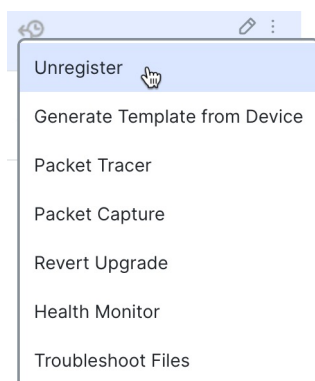 Unregister
Generate Template from Device
Packet Tracer
Packet Capture
Revert Upgrade
Health Monitor
Troubleshoot Files